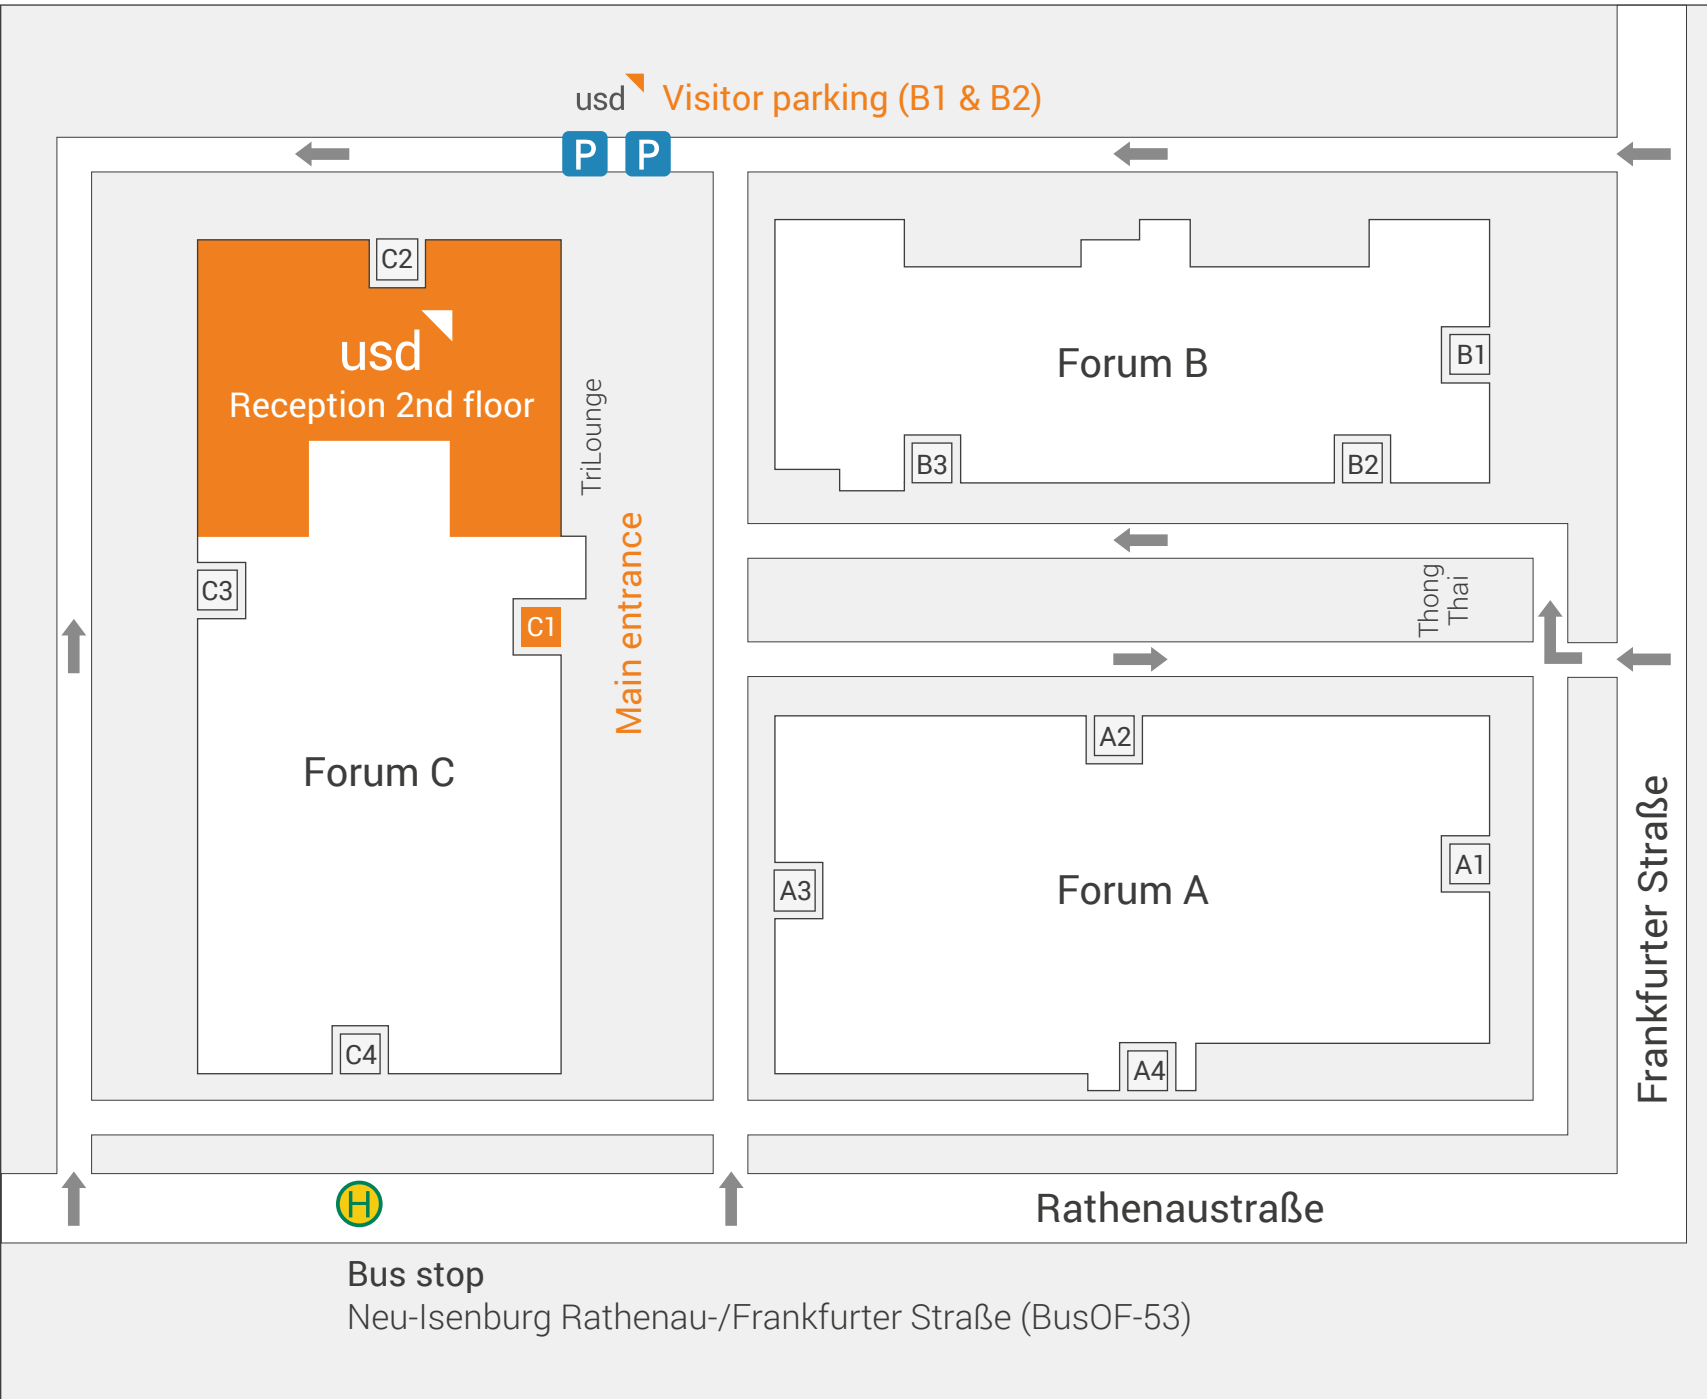 usd Visitor parking (B1 & B2)
P P
C2
usd
Reception 2nd floor
TriLounge
Main entrance
C3
C1
Forum C
C4
Forum B
B1
B3
B2
Thong
Thai
A2
A1
A3
Forum A
A4
Frankfurter Straße
H
Rathenaustraße
Bus stop
Neu-Isenburg Rathenau-/Frankfurter Straße (BusOF-53)